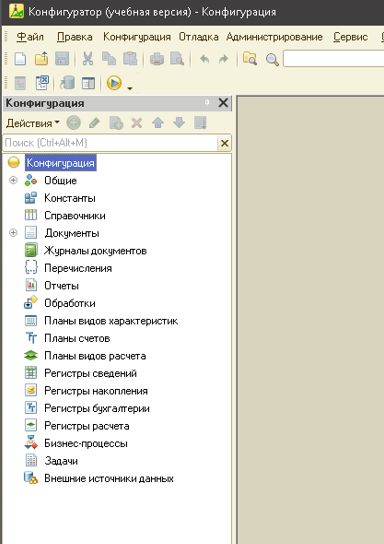 Конфигуратор (учебная версия) - Конфигурация
Файл Правка Конфигурация Отладка Администрирование Сервис
Конфигурация
Действия
Поиск (Ctrl+Alt+M)
Конфигурация
Общие
Константы
Справочники
Документы
Журналы документов
Перечисления
Отчеты
Обработки
Планы видов характеристик
Планы счетов
Планы видов расчета
Регистры сведений
Регистры накопления
Регистры бухгалтерии
Регистры расчета
Бизнес-процессы
Задачи
Внешние источники данных